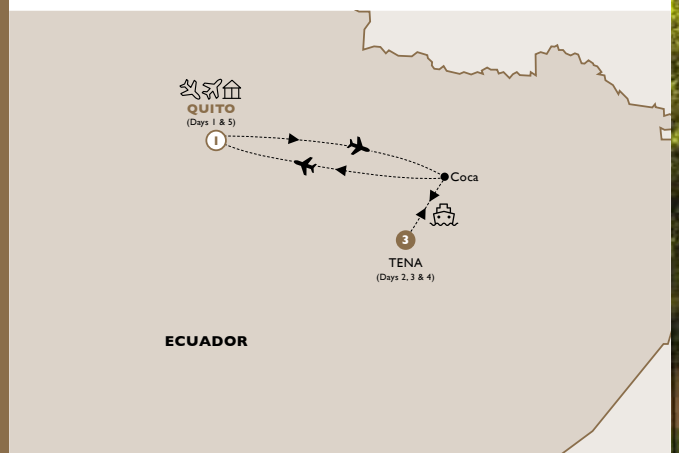 QUITO
(Days 1 & 5)
1
Coca
3
TENA
(Days 2, 3 & 4)
ECUADOR